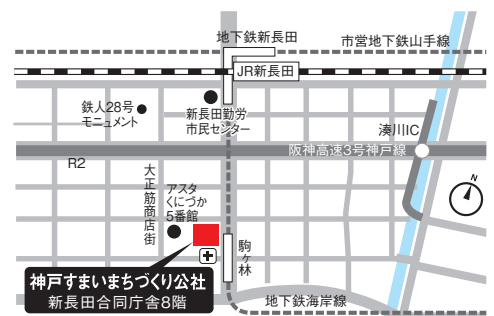 地下鉄新長田
市営地下鉄山手線
JR新長田
鉄人28号
モニュメント
新長田勤労
市民センター
湊川IC
阪神高速3号神戸線
R2
大正筋商店街
アスタ
くにづか
5番館
N
駒ヶ林
神戸すまいまちづくり公社
新長田合同庁舎8階
地下鉄海岸線